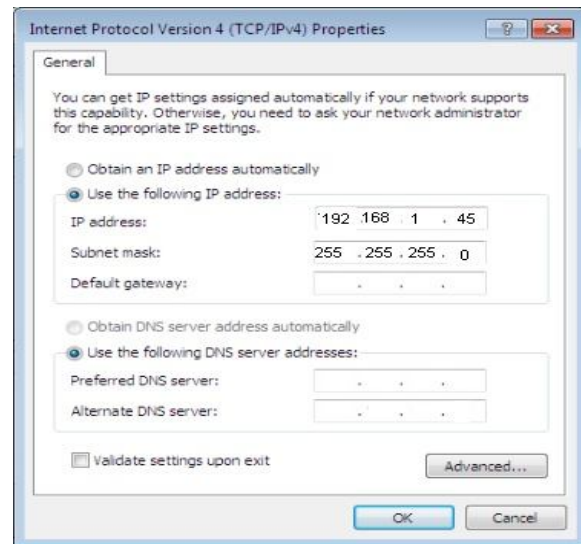 Internet Protocol Version 4 (TCP/IPv4) Properties
General
You can get IP settings assigned automatically if your network supports
this capability. Otherwise, you need to ask your network administrator
for the appropriate IP settings.
Obtain an IP address automatically
Use the following IP address:
IP address: 192 . 168 . 1 . 45
Subnet mask: 255 . 255 . 255 . 0
Default gateway: . . .
Obtain DNS server address automatically
Use the following DNS server addresses:
Preferred DNS server: . . .
Alternate DNS server: . . .
Validate settings upon exit
Advanced...
OK Cancel